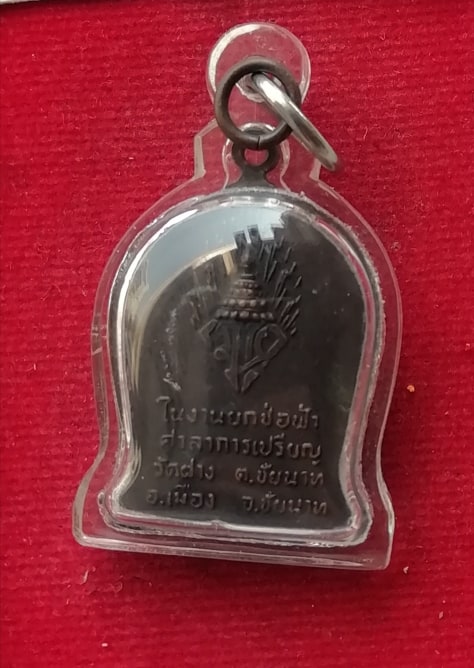 ในงานยกช่อฟ้า
ศาลาการเปรียญ
วัดฝาง ต.ชัยนาท
อ.เมือง จ.ชัยนาท